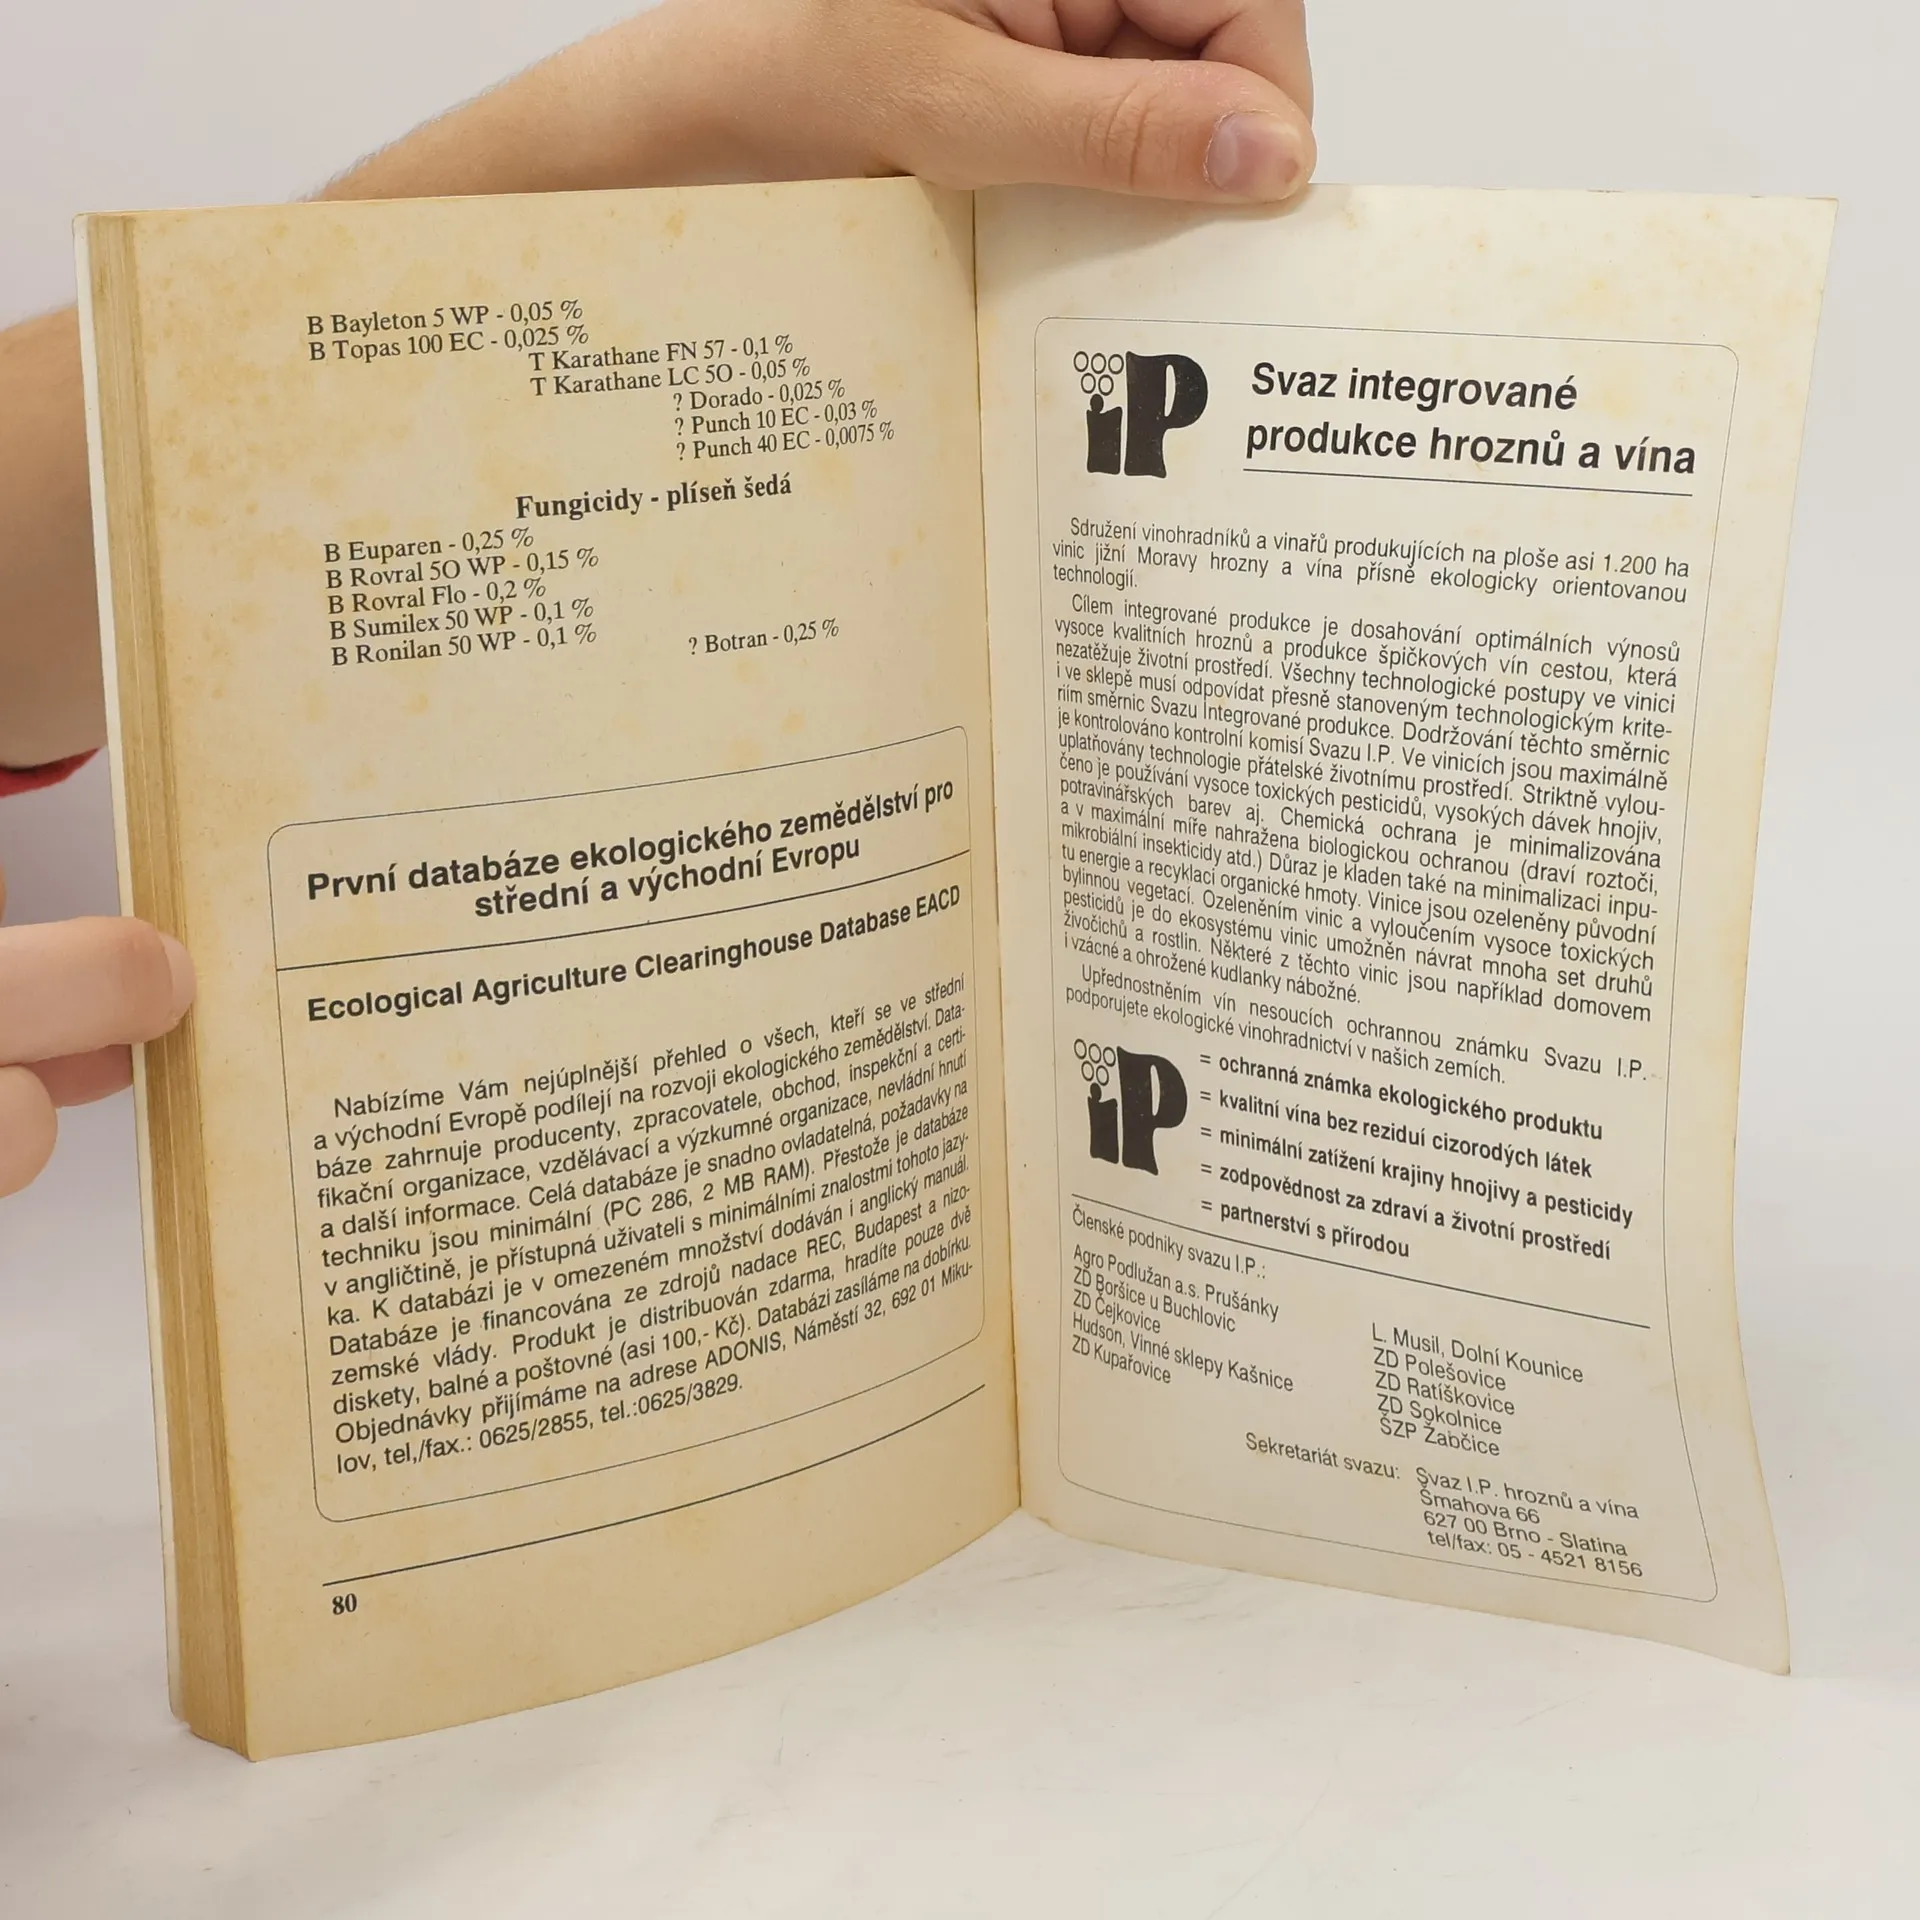 B Bayleton 5 WP - 0,05 %
B Topas 100 EC - 0,025 %
T Karathane FN 57 - 0,1 %
T Karathane LC 5O - 0,05 %
? Dorado - 0,025 %
? Punch 10 EC - 0,03 %
? Punch 40 EC - 0,0075 %
Fungicidy - plíseň šedá
B Euparen - 0,25 %
B Rovral 5O WP - 0,15 %
B Rovral Flo - 0,2 %
B Sumilex 50 WP - 0,1 %
B Ronilan 50 WP - 0,1 %
? Botran - 0,25 %
První databáze ekologického zemědělství pro
střední a východní Evropu
Ecological Agriculture Clearinghouse Database EACD
Nabízíme Vám nejúplnější přehled o všech, kteří se ve střední
a východní Evropě podílejí na rozvoji ekologického zemědělství. Data-
báze zahrnuje producenty, zpracovatele, obchod, inspekční a certi-
fikační organizace, vzdělávací a výzkumné organizace, nevládní hnutí
a další informace. Celá databáze je snadno ovladatelná, požadavky na
techniku jsou minimální (PC 286, 2 MB RAM). Přestože je databáze
v angličtině, je přístupná uživateli s minimálními znalostmi tohoto jazy-
ka. K databázi je v omezeném množství dodáván i anglický manuál.
Databáze je financována ze zdrojů nadace REC, Budapest a nizo-
zemské vlády. Produkt je distribuován zdarma, hradíte pouze dvě
diskety, balné a poštovné (asi 100,- Kč). Databázi zasíláme na dobírku.
Objednávky přijímáme na adrese ADONIS, Náměstí 32, 692 01 Miku-
lov, tel,/fax.: 0625/2855, tel.:0625/3829.
80
iP
Svaz integrované
produkce hroznů a vína
Sdružení vinohradníků a vinařů produkujících na ploše asi 1.200 ha
vinic jižní Moravy hrozny a vína přísně ekologicky orientovanou
technologií.
Cílem integrované produkce je dosahování optimálních výnosů
vysoce kvalitních hroznů a produkce špičkových vín cestou, která
nezatěžuje životní prostředí. Všechny technologické postupy ve vinici
i ve sklepě musí odpovídat přesně stanoveným technologickým krite-
riím směrnic Svazu Integrované produkce. Dodržování těchto směrnic
je kontrolováno kontrolní komisí Svazu I.P. Ve vinicích jsou maximálně
uplatňovány technologie přátelské životnímu prostředí. Striktně vylou-
čeno je používání vysoce toxických pesticidů, vysokých dávek hnojiv,
potravinářských barev aj. Chemická ochrana je minimalizována
a v maximální míře nahražena biologickou ochranou (draví roztoči,
mikrobiální insekticidy atd.) Důraz je kladen také na minimalizaci inpu-
tu energie a recyklaci organické hmoty. Vinice jsou ozeleněny původní
bylinnou vegetací. Ozeleněním vinic a vyloučením vysoce toxických
pesticidů je do ekosystému vinic umožněn návrat mnoha set druhů
živočichů a rostlin. Některé z těchto vinic jsou například domovem
i vzácné a ohrožené kudlanky nábožné.
Upřednostněním vín nesoucích ochrannou známku Svazu I.P.
podporujete ekologické vinohradnictví v našich zemích.
iP
= ochranná známka ekologického produktu
= kvalitní vína bez reziduí cizorodých látek
= minimální zatížení krajiny hnojivy a pesticidy
= zodpovědnost za zdraví a životní prostředí
= partnerství s přírodou
Členské podniky svazu I.P.:
Agro Podlužan a.s. Prušánky
ZD Boršice u Buchlovic
ZD Čejkovice
Hudson, Vinné sklepy Kašnice
ZD Kupařovice
L. Musil, Dolní Kounice
ZD Polešovice
ZD Ratíškovice
ZD Sokolnice
ŠZP Žabčice
Sekretariát svazu: Svaz I.P. hroznů a vína
Šmahova 66
627 00 Brno - Slatina
tel/fax: 05 - 4521 8156